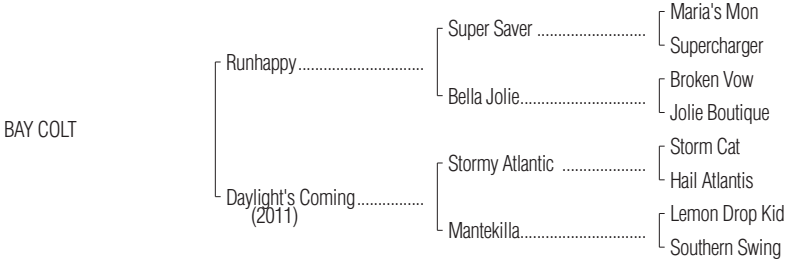 Maria's Mon
Super Saver ..........................
Supercharger
Runhappy..............................
Broken Vow
Bella Jolie..............................
Jolie Boutique
BAY COLT
Storm Cat
Stormy Atlantic ....................
Hail Atlantis
Daylight's Coming................
(2011)
Lemon Drop Kid
Mantekilla..............................
Southern Swing